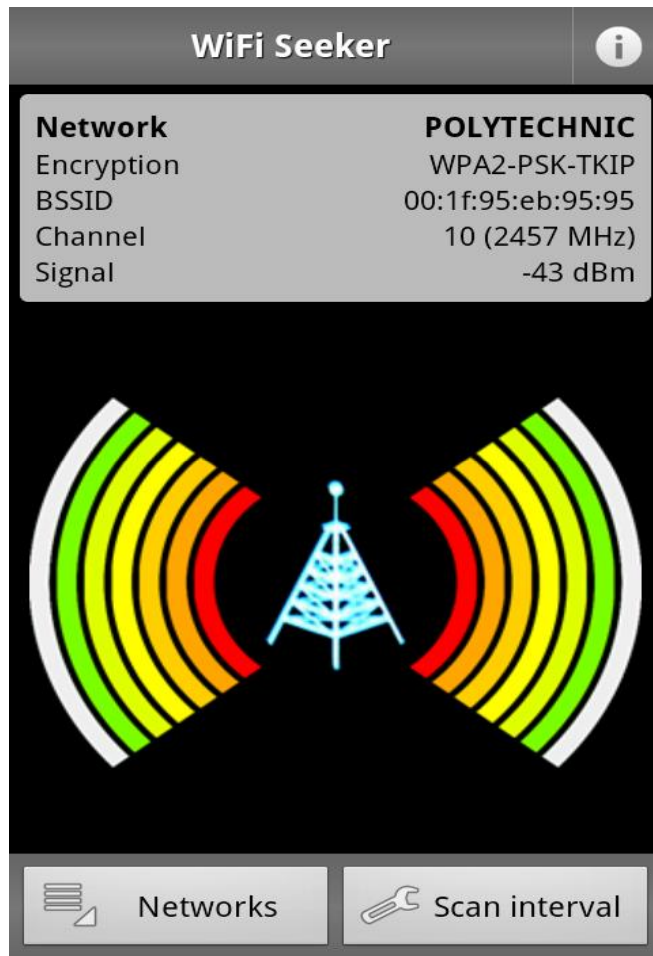 WiFi Seeker
Network POLYTECHNIC
Encryption WPA2-PSK-TKIP
BSSID 00:1f:95:eb:95:95
Channel 10 (2457 MHz)
Signal -43 dBm
Networks Scan interval